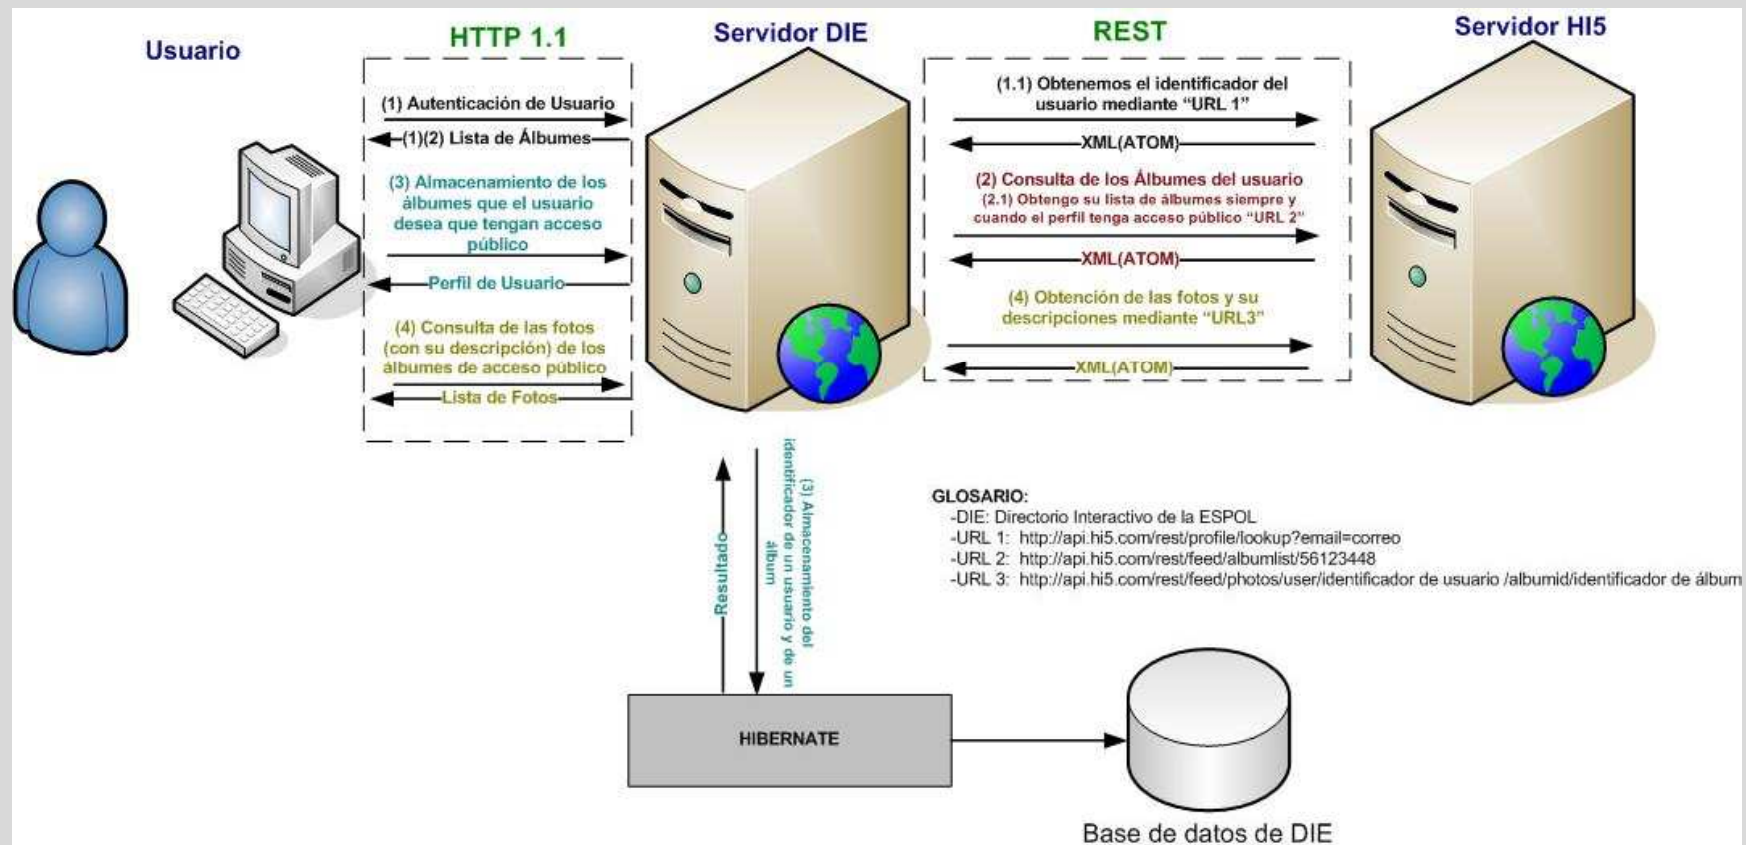 Usuario
HTTP 1.1
Servidor DIE
REST
Servidor HI5
(1) Autenticación de Usuario
(1)(2) Lista de Álbumes
(3) Almacenamiento de los
álbumes que el usuario
desea que tengan acceso
público
Perfil de Usuario
(4) Consulta de las fotos
(con su descripción) de los
álbumes de acceso público
Lista de Fotos
(1.1) Obtenemos el identificador del
usuario mediante “URL 1”
XML(ATOM)
(2) Consulta de los Álbumes del usuario
(2.1) Obtengo su lista de álbumes siempre y
cuando el perfil tenga acceso público “URL 2”
XML(ATOM)
(4) Obtención de las fotos y su
descripciones mediante “URL3”
XML(ATOM)
Resultado
(3) Almacenamiento del
identificador de un usuario y de un
álbum
GLOSARIO:
-DIE: Directorio Interactivo de la ESPOL
-URL 1: http://api.hi5.com/rest/profile/lookup?email=correo
-URL 2: http://api.hi5.com/rest/feed/albumlist/56123448
-URL 3: http://api.hi5.com/rest/feed/photos/user/identificador de usuario /albumid/identificador de álbum
HIBERNATE
Base de datos de DIE